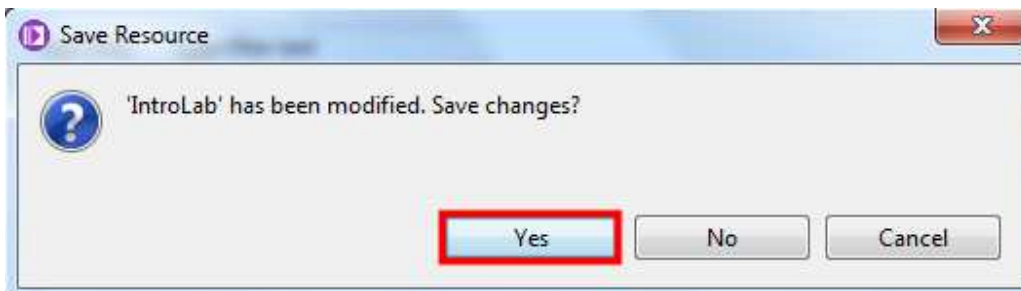 Save Resource
'IntroLab' has been modified. Save changes?
Yes No Cancel